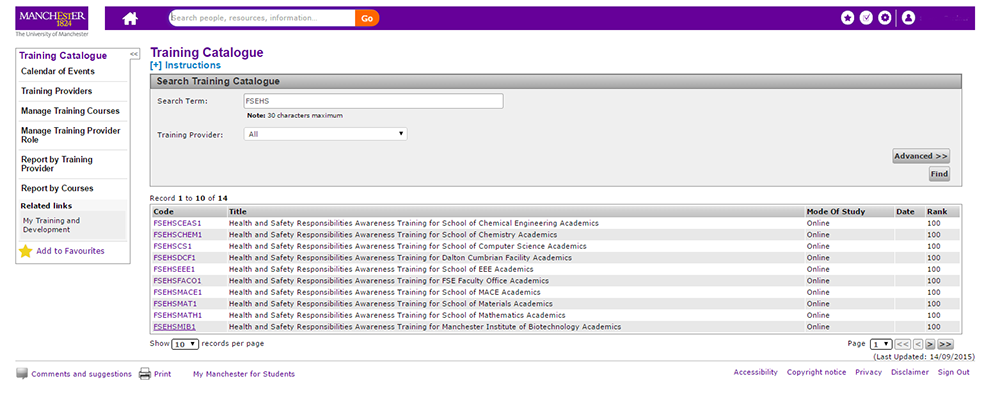 MANCHESTER
1824
The University of Manchester
Search people, resources, information..
Go
Training Catalogue
<<
Calendar of Events
Training Providers
Manage Training Courses
Manage Training Provider
Role
Report by Training
Provider
Report by Courses
Related links
My Training and
Development
Add to Favourites
Training Catalogue
[+] Instructions
Search Training Catalogue
Search Term: FSEHS
Note: 30 characters maximum
Training Provider: All
Advanced >>
Find
Record 1 to 10 of 14
Code Title Mode Of Study Date Rank
FSEHSCEAS1 Health and Safety Responsibilities Awareness Training for School of Chemical Engineering Academics Online 100
FSEHSCHEM1 Health and Safety Responsibilities Awareness Training for School of Chemistry Academics Online 100
FSEHSCS1 Health and Safety Responsibilities Awareness Training for School of Computer Science Academics Online 100
FSEHSDCF1 Health and Safety Responsibilities Awareness Training for Dalton Cumbrian Facility Academics Online 100
FSEHSEEE1 Health and Safety Responsibilities Awareness Training for School of EEE Academics Online 100
FSEHSFACO1 Health and Safety Responsibilities Awareness Training for FSE Faculty Office Academics Online 100
FSEHSMACE1 Health and Safety Responsibilities Awareness Training for School of MACE Academics Online 100
FSEHSMAT1 Health and Safety Responsibilities Awareness Training for School of Materials Academics Online 100
FSEHSMATH1 Health and Safety Responsibilities Awareness Training for School of Mathematics Academics Online 100
FSEHSMIB1 Health and Safety Responsibilities Awareness Training for Manchester Institute of Biotechnology Academics Online 100
Show 10 records per page Page 1 << < > >>
(Last Updated: 14/09/2015)
Comments and suggestions Print My Manchester for Students Accessibility Copyright notice Privacy Disclaimer Sign Out